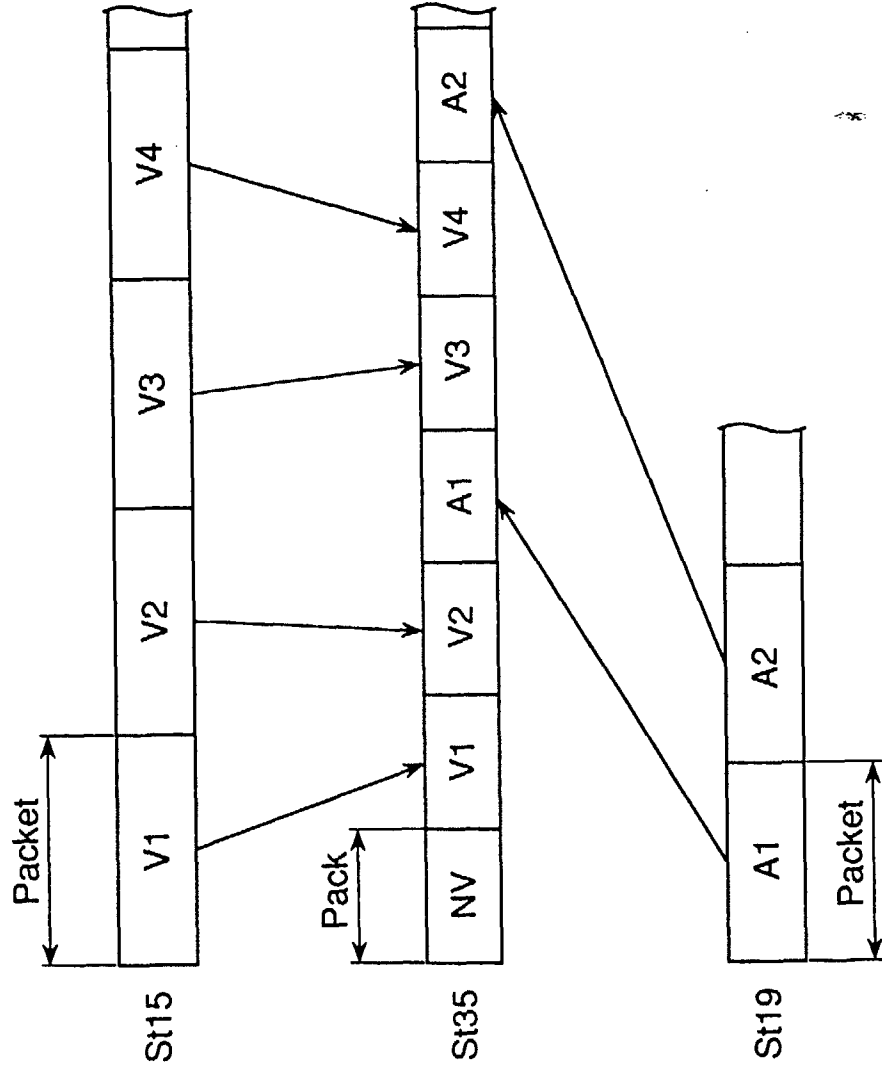 Packet
St15 V1 V2 V3 V4
Pack
St35 NV V1 V2 A1 V3 V4 A2
St19 A1 A2
Packet